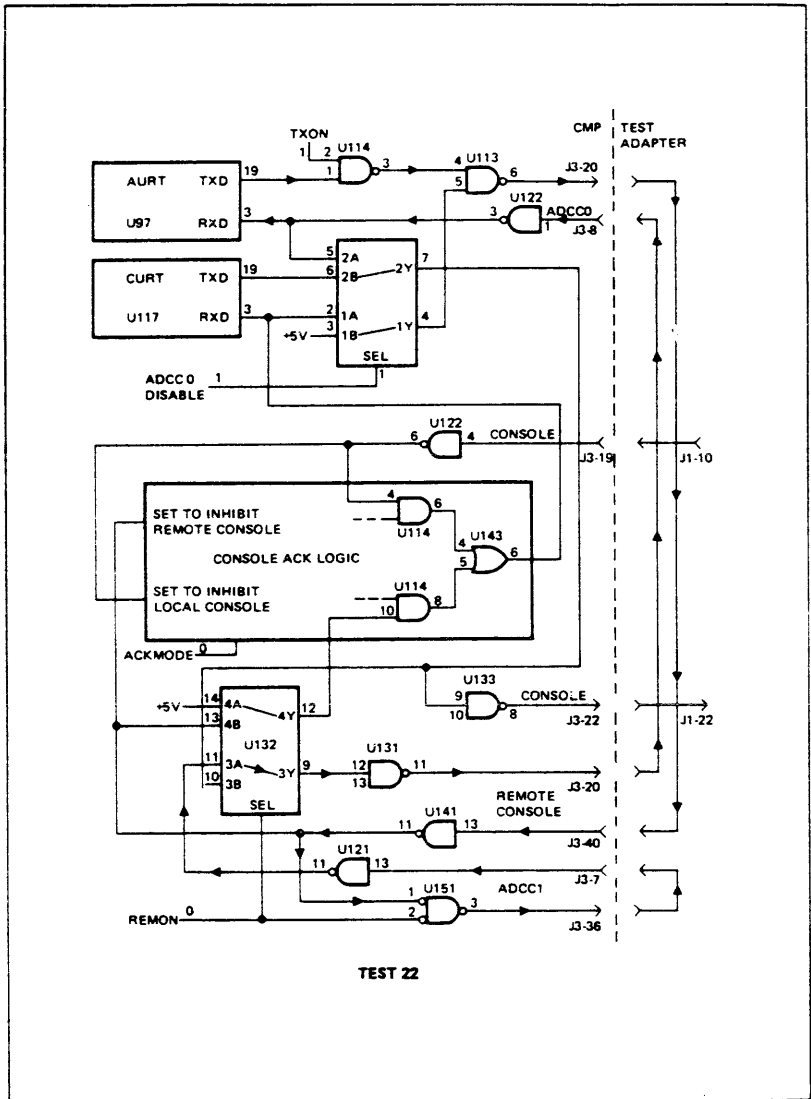 TXON
1 2 U114 3
1
CMP TEST
ADAPTER
4 U113 6
5
J3-20
AURT TXD 19
U97 RXD 3
3 U122 ADCC0
1 J3-8
CURT TXD 19
U117 RXD 3
5 2A 2Y 7
6 2B
2 1A 1Y 4
+5V 3 1B
SEL
1
ADCC0 1
DISABLE
6 U122 4 CONSOLE
J3-19 J1-10
SET TO INHIBIT
REMOTE CONSOLE
4 6
U114
CONSOLE ACK LOGIC
4 U143 6
5
SET TO INHIBIT
LOCAL CONSOLE
U114
10 8
ACKMODE 0
U133
9 CONSOLE
10 8
J3-22 J1-22
+5V 14 4A 4Y 12
13 4B
U132
11 3A 3Y 9
10 3B
SEL
12 U131 11
13
J3-20
REMOTE
CONSOLE
11 U141 13
J3-40
11 U121 13
J3-7
ADCC1
1 U151 3
2
J3-36
REMON 0
TEST 22